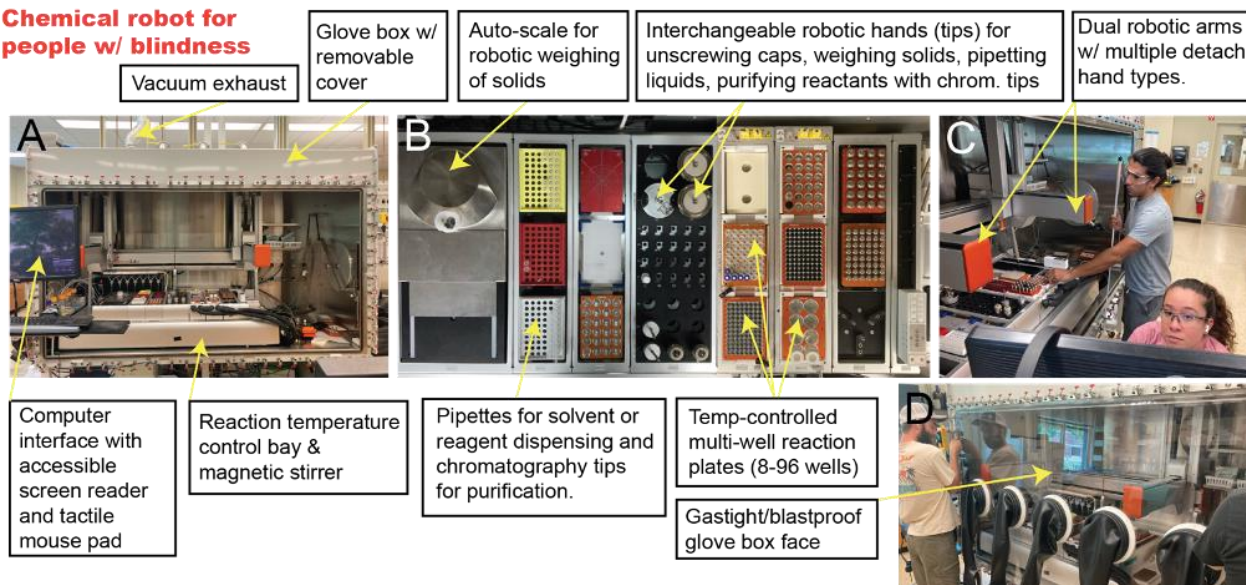 Chemical robot for
people w/ blindness
Vacuum exhaust
Glove box w/
removable
cover
Auto-scale for
robotic weighing
of solids
Interchangeable robotic hands (tips) for
unscrewing caps, weighing solids, pipetting
liquids, purifying reactants with chrom. tips
Dual robotic arms
w/ multiple detach
hand types.
A
B
C
Computer
interface with
accessible
screen reader
and tactile
mouse pad
Reaction temperature
control bay &
magnetic stirrer
Pipettes for solvent or
reagent dispensing and
chromatography tips
for purification.
Temp-controlled
multi-well reaction
plates (8-96 wells)
Gastight/blastproof
glove box face
D